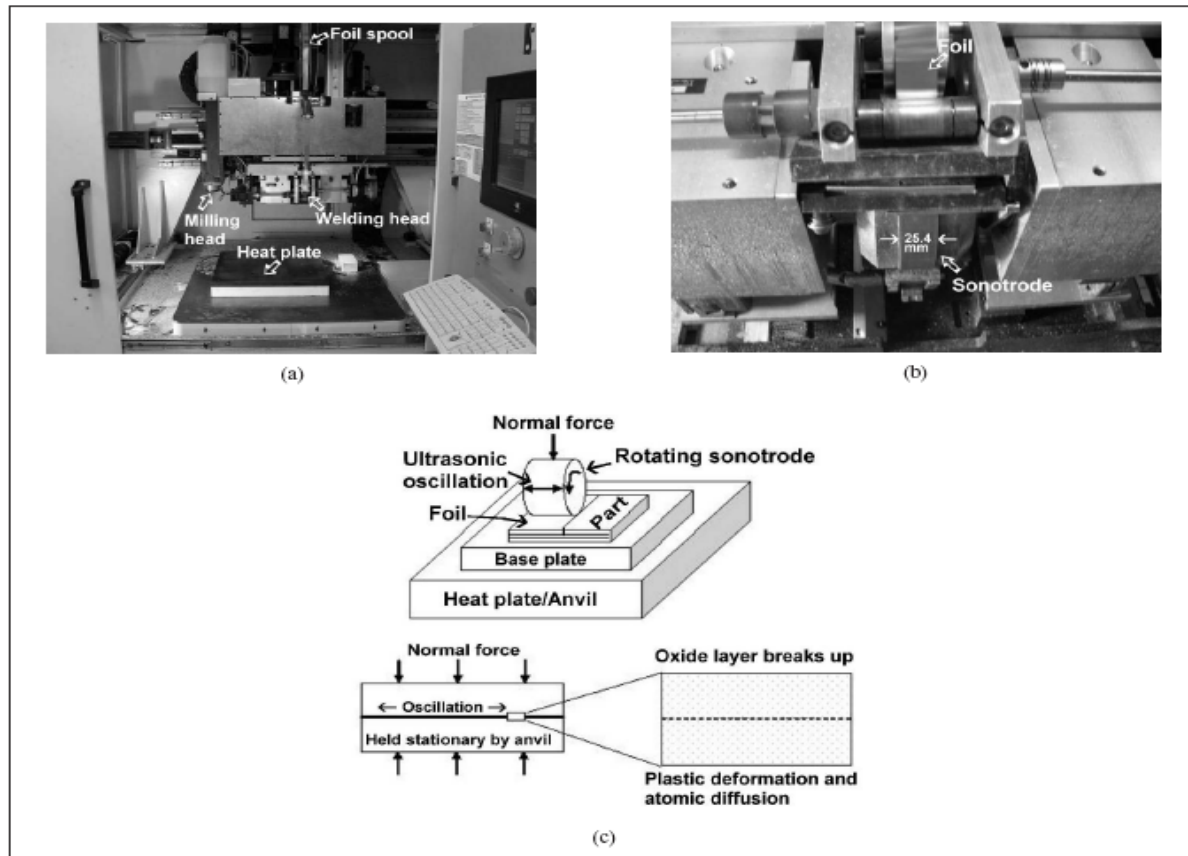 Foil spool
Welding head
Milling
head
Heat plate
(a)
Foil
25.4
mm
Sonotrode
(b)
Normal force
Ultrasonic
oscillation
Rotating sonotrode
Foil
Part
Base plate
Heat plate/Anvil
Normal force
Oscillation
Held stationary by anvil
Oxide layer breaks up
Plastic deformation and
atomic diffusion
(c)